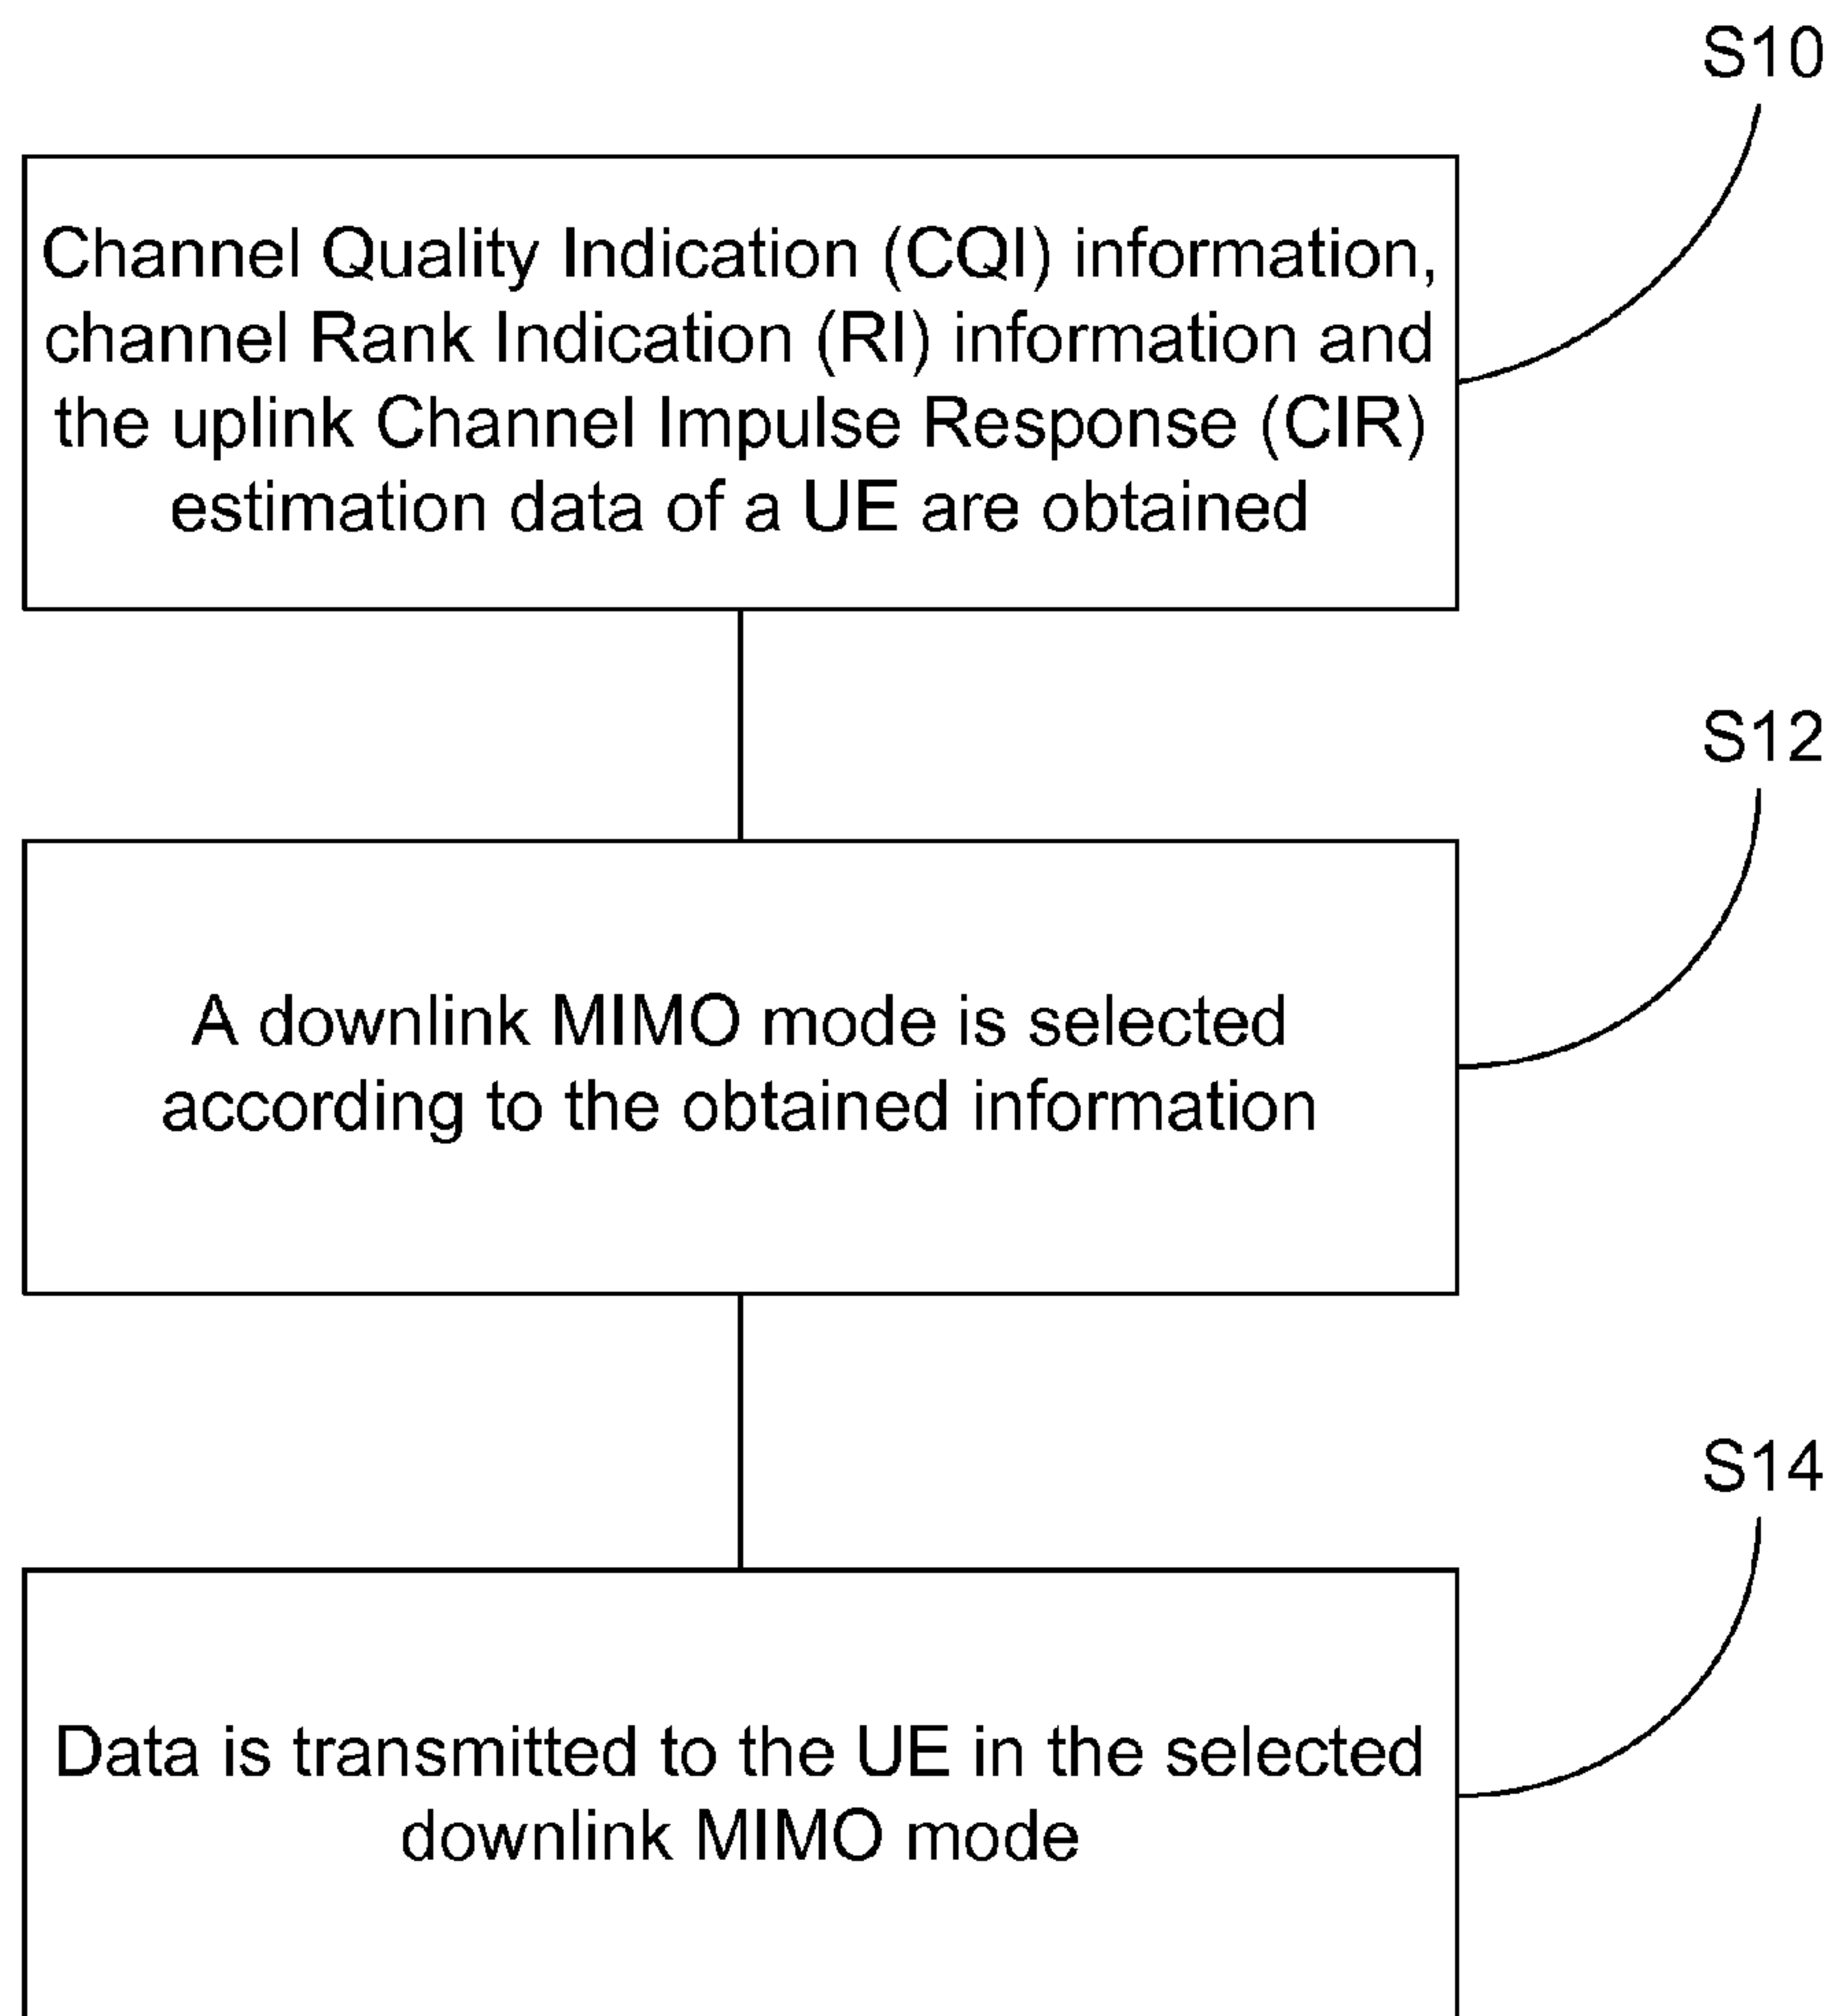 S10
Channel Quality Indication (CQI) information,
channel Rank Indication (RI) information and
the uplink Channel Impulse Response (CIR)
estimation data of a UE are obtained
S12
A downlink MIMO mode is selected
according to the obtained information
S14
Data is transmitted to the UE in the selected
downlink MIMO mode